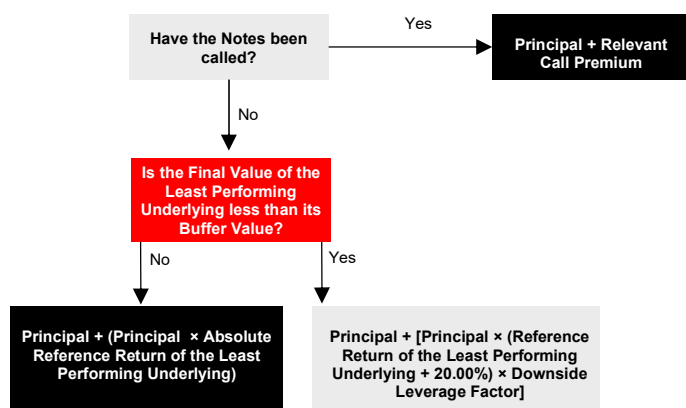 Have the Notes been
called?
Yes
Principal + Relevant
Call Premium
No
Is the Final Value of the
Least Performing
Underlying less than its
Buffer Value?
No
Yes
Principal + (Principal × Absolute
Reference Return of the Least
Performing Underlying)
Principal + [Principal × (Reference
Return of the Least Performing
Underlying + 20.00%) × Downside
Leverage Factor]